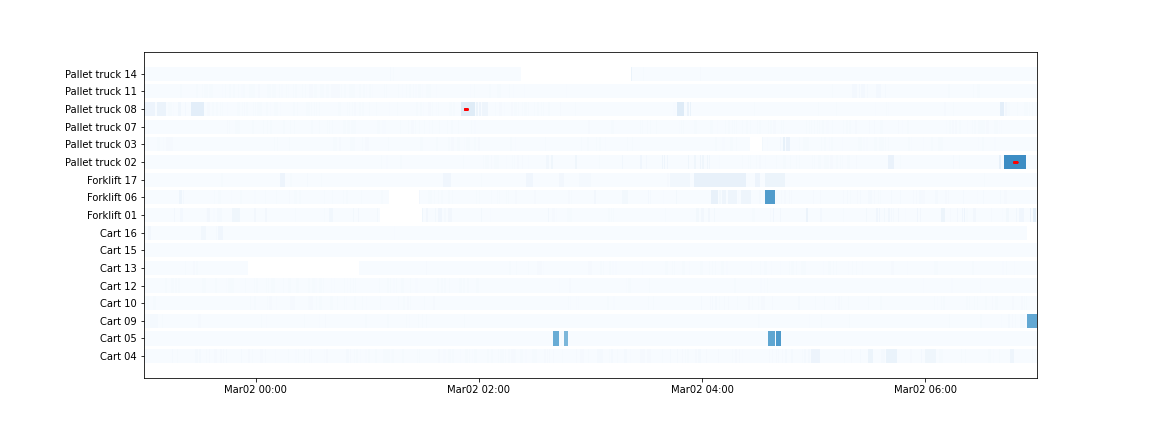 Pallet truck 14
Pallet truck 11
Pallet truck 08
Pallet truck 07
Pallet truck 03
Pallet truck 02
Forklift 17
Forklift 06
Forklift 01
Cart 16
Cart 15
Cart 13
Cart 12
Cart 10
Cart 09
Cart 05
Cart 04
Mar02 00:00 Mar02 02:00 Mar02 04:00 Mar02 06:00